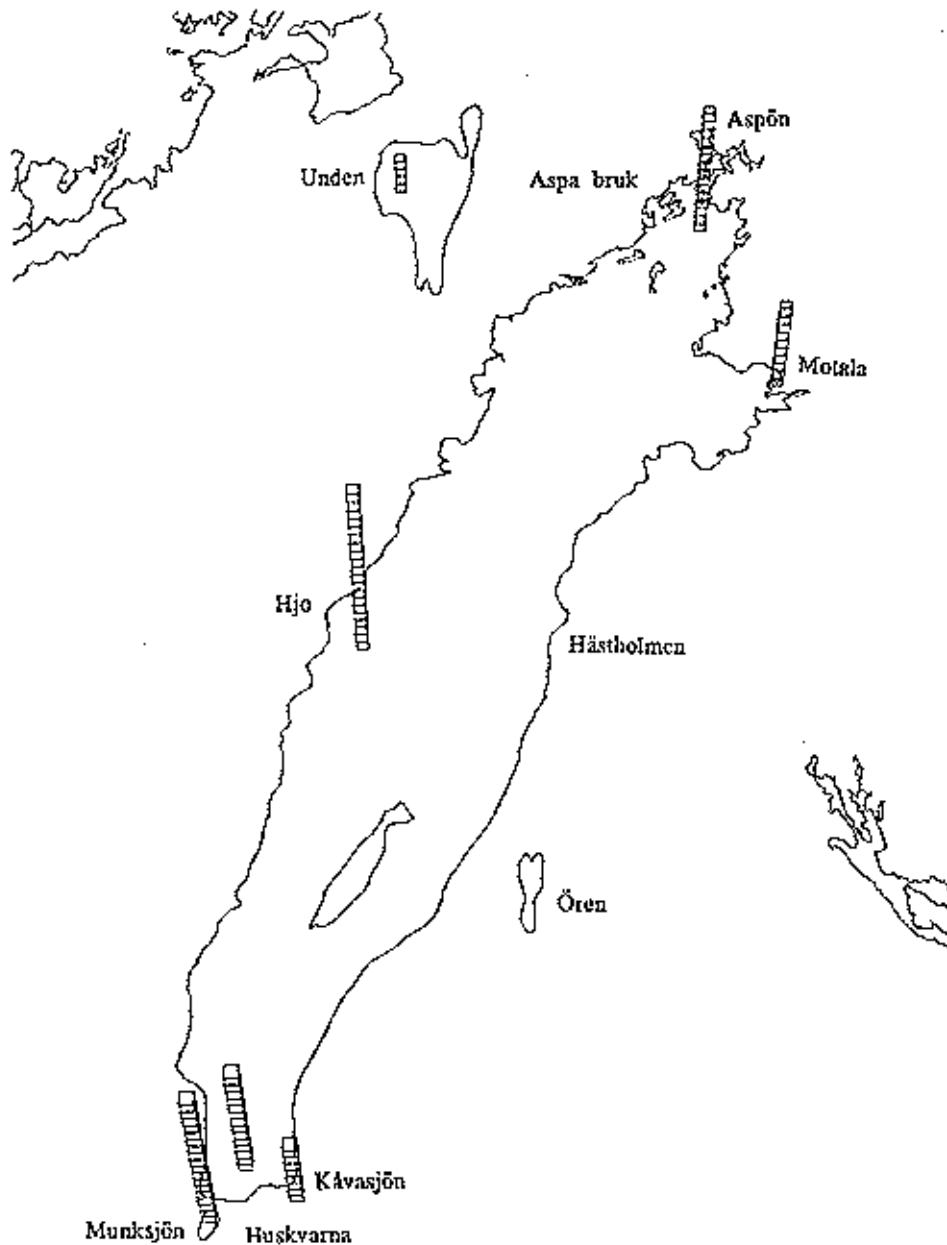 Aspön
Unden
Aspa bruk
Motala
Hjo
Hästholmen
Ören
Kåvasjön
Munksjön
Huskvarna